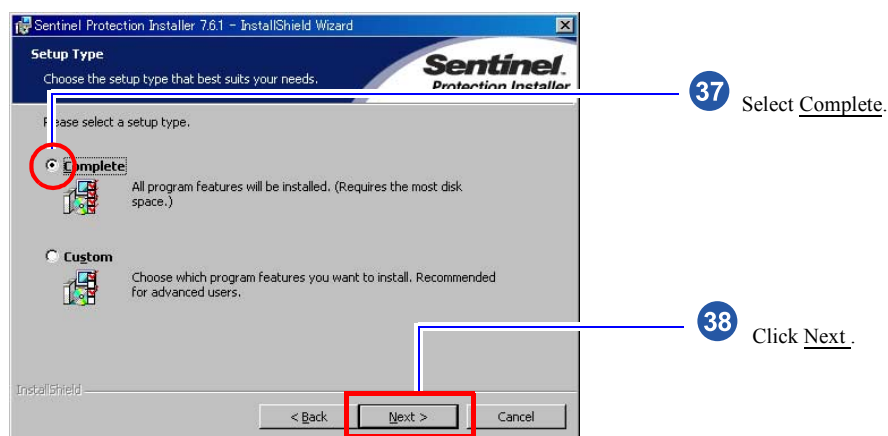 Sentinel Protection Installer 7.6.1 - InstallShield Wizard
Setup Type
Choose the setup type that best suits your needs.
Sentinel.
Protection Installer
37 Select Complete.
Please select a setup type.
Complete
All program features will be installed. (Requires the most disk
space.)
Custom
Choose which program features you want to install. Recommended
for advanced users.
38 Click Next .
InstallShield
< Back
Next >
Cancel